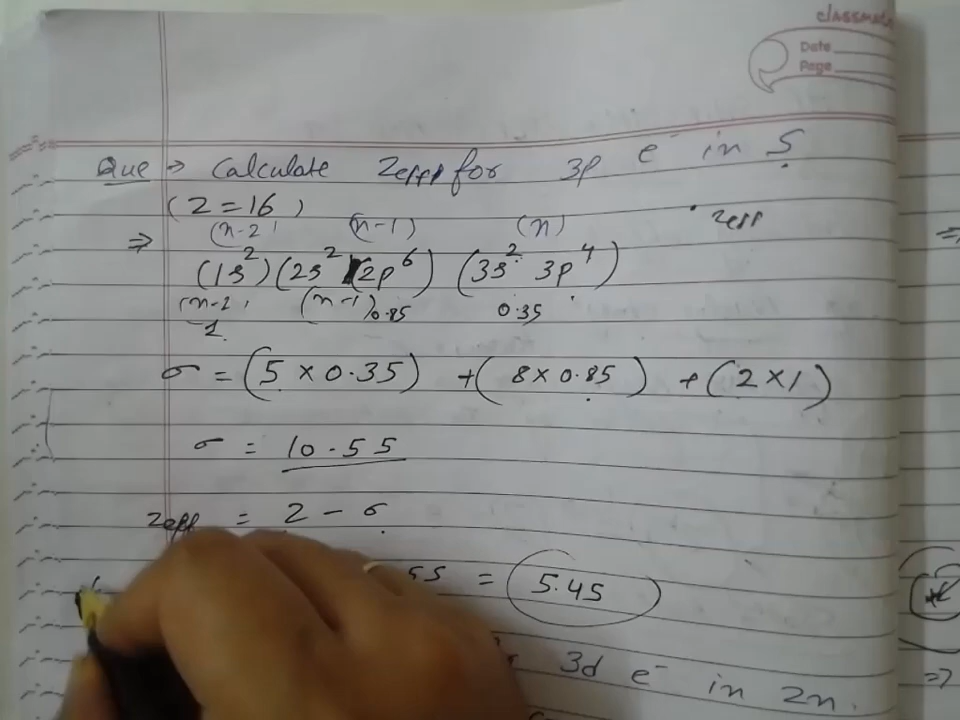 classmate
Date
Page
Que → Calculate Zeff for 3p e⁻ in S
(Z=16)
Zeff
(n-2) (n-1) (n)
⇒ (1s²)(2s² 2p⁶) (3s² 3p⁴)
(n-2) (n-1) 0.85 0.35
1
σ = (5 × 0.35) + (8 × 0.85) + (2 × 1)
σ = 10.55
Zeff = Z - σ
55 = 5.45
3d e⁻ in Zn.